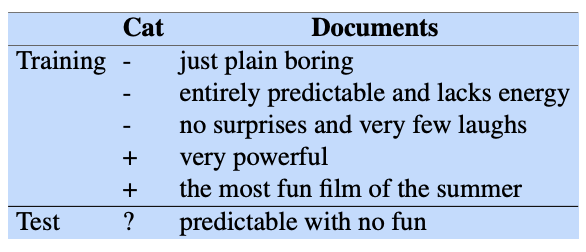 Cat Documents
Training - just plain boring
- entirely predictable and lacks energy
- no surprises and very few laughs
+ very powerful
+ the most fun film of the summer
Test ? predictable with no fun